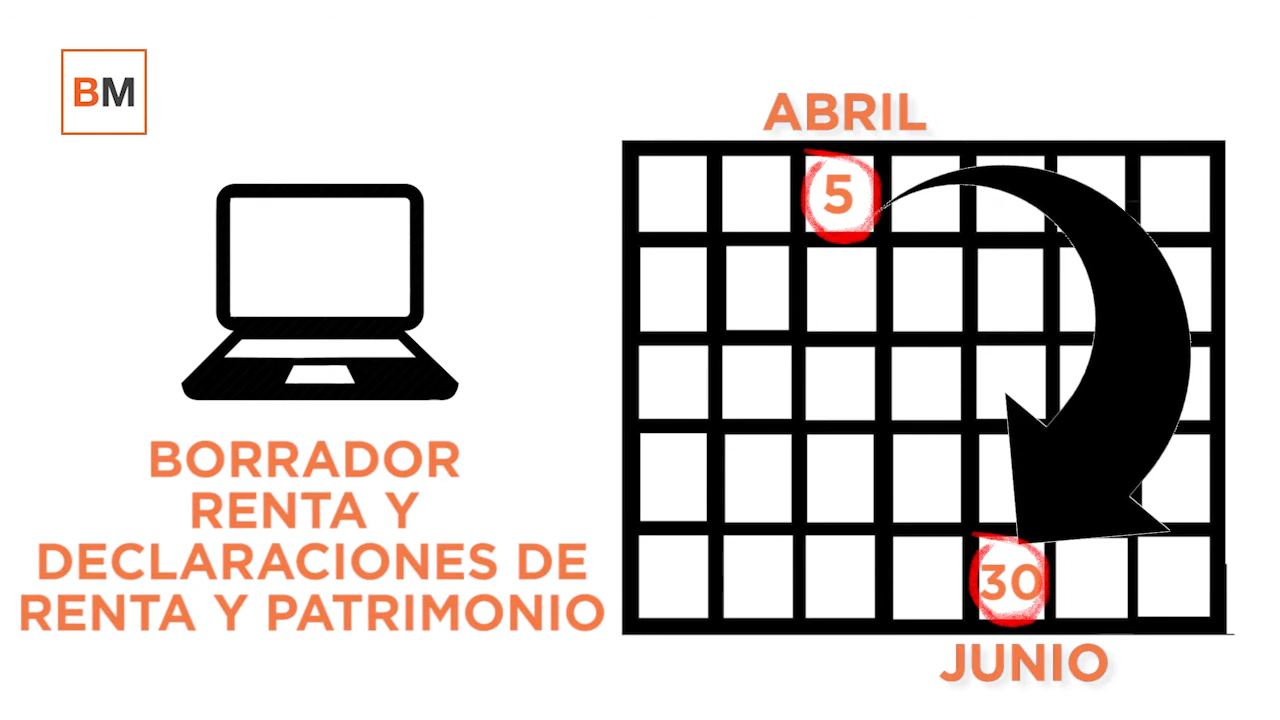 BM
BORRADOR
RENTA Y
DECLARACIONES DE
RENTA Y PATRIMONIO
ABRIL
5
30
JUNIO